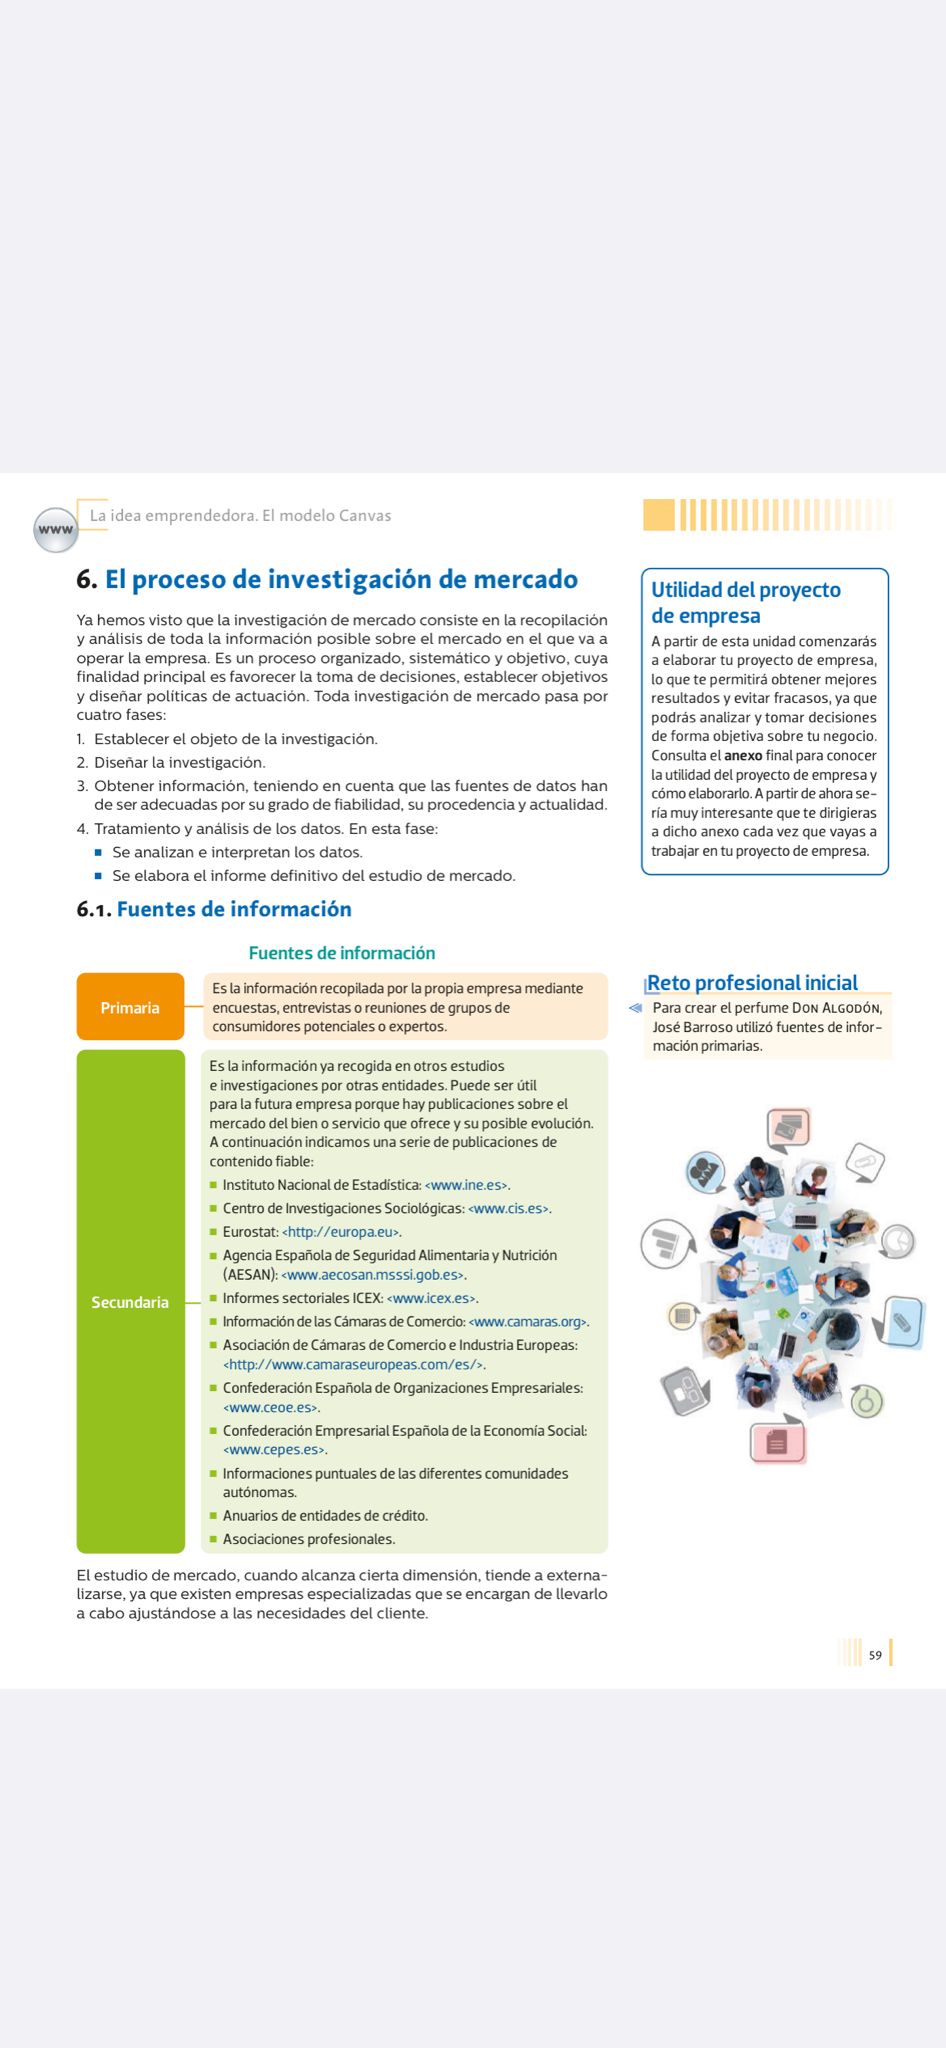 La idea emprendedora. El modelo Canvas
www
6. El proceso de investigación de mercado
Ya hemos visto que la investigación de mercado consiste en la recopilación
y análisis de toda la información posible sobre el mercado en el que va a
operar la empresa. Es un proceso organizado, sistemático y objetivo, cuya
finalidad principal es favorecer la toma de decisiones, establecer objetivos
y diseñar políticas de actuación. Toda investigación de mercado pasa por
cuatro fases:
1. Establecer el objeto de la investigación.
2. Diseñar la investigación.
3. Obtener información, teniendo en cuenta que las fuentes de datos han
de ser adecuadas por su grado de fiabilidad, su procedencia y actualidad.
4. Tratamiento y análisis de los datos. En esta fase:
■ Se analizan e interpretan los datos.
■ Se elabora el informe definitivo del estudio de mercado.
6.1. Fuentes de información
Fuentes de información
Primaria
Es la información recopilada por la propia empresa mediante
encuestas, entrevistas o reuniones de grupos de
consumidores potenciales o expertos.
Secundaria
Es la información ya recogida en otros estudios
e investigaciones por otras entidades. Puede ser útil
para la futura empresa porque hay publicaciones sobre el
mercado del bien o servicio que ofrece y su posible evolución.
A continuación indicamos una serie de publicaciones de
contenido fiable:
■ Instituto Nacional de Estadística: <www.ine.es>.
■ Centro de Investigaciones Sociológicas: <www.cis.es>.
■ Eurostat: <http://europa.eu>.
■ Agencia Española de Seguridad Alimentaria y Nutrición
(AESAN): <www.aecosan.msssi.gob.es>.
■ Informes sectoriales ICEX: <www.icex.es>.
■ Información de las Cámaras de Comercio: <www.camaras.org>.
■ Asociación de Cámaras de Comercio e Industria Europeas:
<http://www.camaraseuropeas.com/es/>.
■ Confederación Española de Organizaciones Empresariales:
<www.ceoe.es>.
■ Confederación Empresarial Española de la Economía Social:
<www.cepes.es>.
■ Informaciones puntuales de las diferentes comunidades
autónomas.
■ Anuarios de entidades de crédito.
■ Asociaciones profesionales.
El estudio de mercado, cuando alcanza cierta dimensión, tiende a externa-
lizarse, ya que existen empresas especializadas que se encargan de llevarlo
a cabo ajustándose a las necesidades del cliente.
Utilidad del proyecto
de empresa
A partir de esta unidad comenzarás
a elaborar tu proyecto de empresa,
lo que te permitirá obtener mejores
resultados y evitar fracasos, ya que
podrás analizar y tomar decisiones
de forma objetiva sobre tu negocio.
Consulta el anexo final para conocer
la utilidad del proyecto de empresa y
cómo elaborarlo. A partir de ahora se-
ría muy interesante que te dirigieras
a dicho anexo cada vez que vayas a
trabajar en tu proyecto de empresa.
Reto profesional inicial
Para crear el perfume DON ALGODÓN,
José Barroso utilizó fuentes de infor-
mación primarias.
59